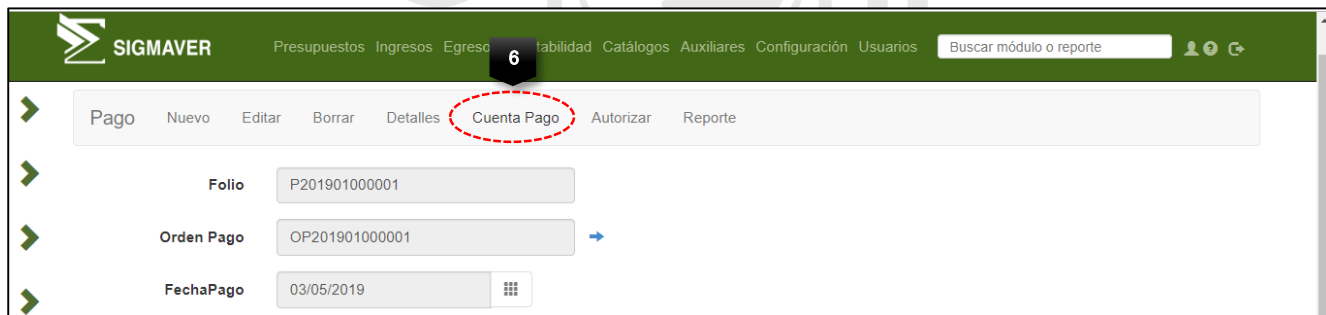 SIGMAVER Presupuestos Ingresos Egreso tabilidad Catálogos Auxiliares Configuración Usuarios Buscar módulo o reporte
6
Pago Nuevo Editar Borrar Detalles Cuenta Pago Autorizar Reporte
Folio P201901000001
Orden Pago OP201901000001
FechaPago 03/05/2019